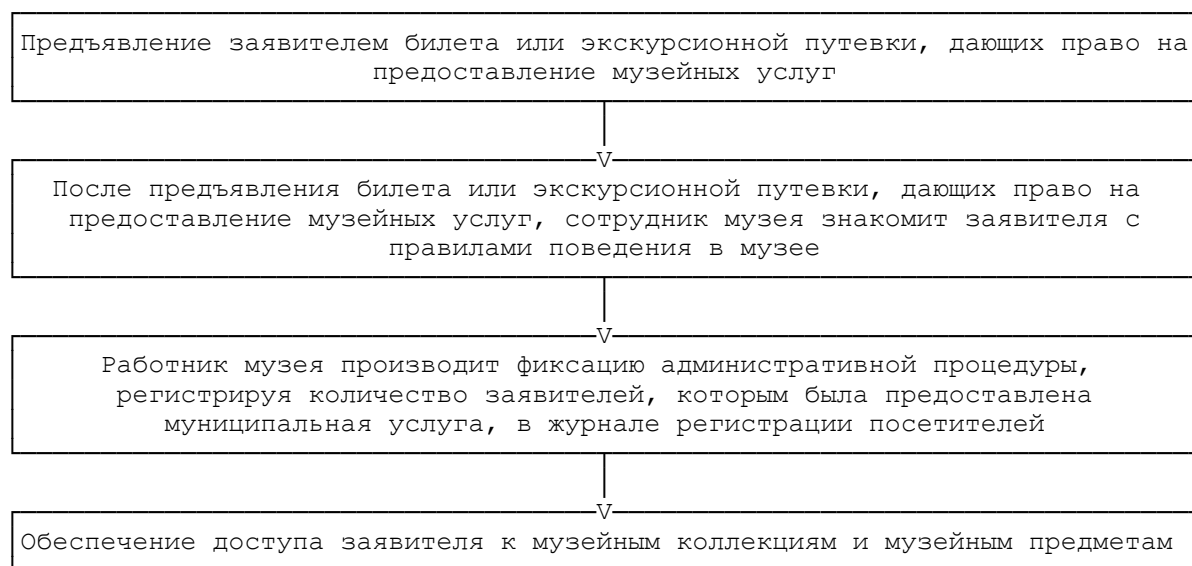 Предъявление заявителем билета или экскурсионной путевки, дающих право на
предоставление музейных услуг
V
После предъявления билета или экскурсионной путевки, дающих право на
предоставление музейных услуг, сотрудник музея знакомит заявителя с
правилами поведения в музее
V
Работник музея производит фиксацию административной процедуры,
регистрируя количество заявителей, которым была предоставлена
муниципальная услуга, в журнале регистрации посетителей
V
Обеспечение доступа заявителя к музейным коллекциям и музейным предметам